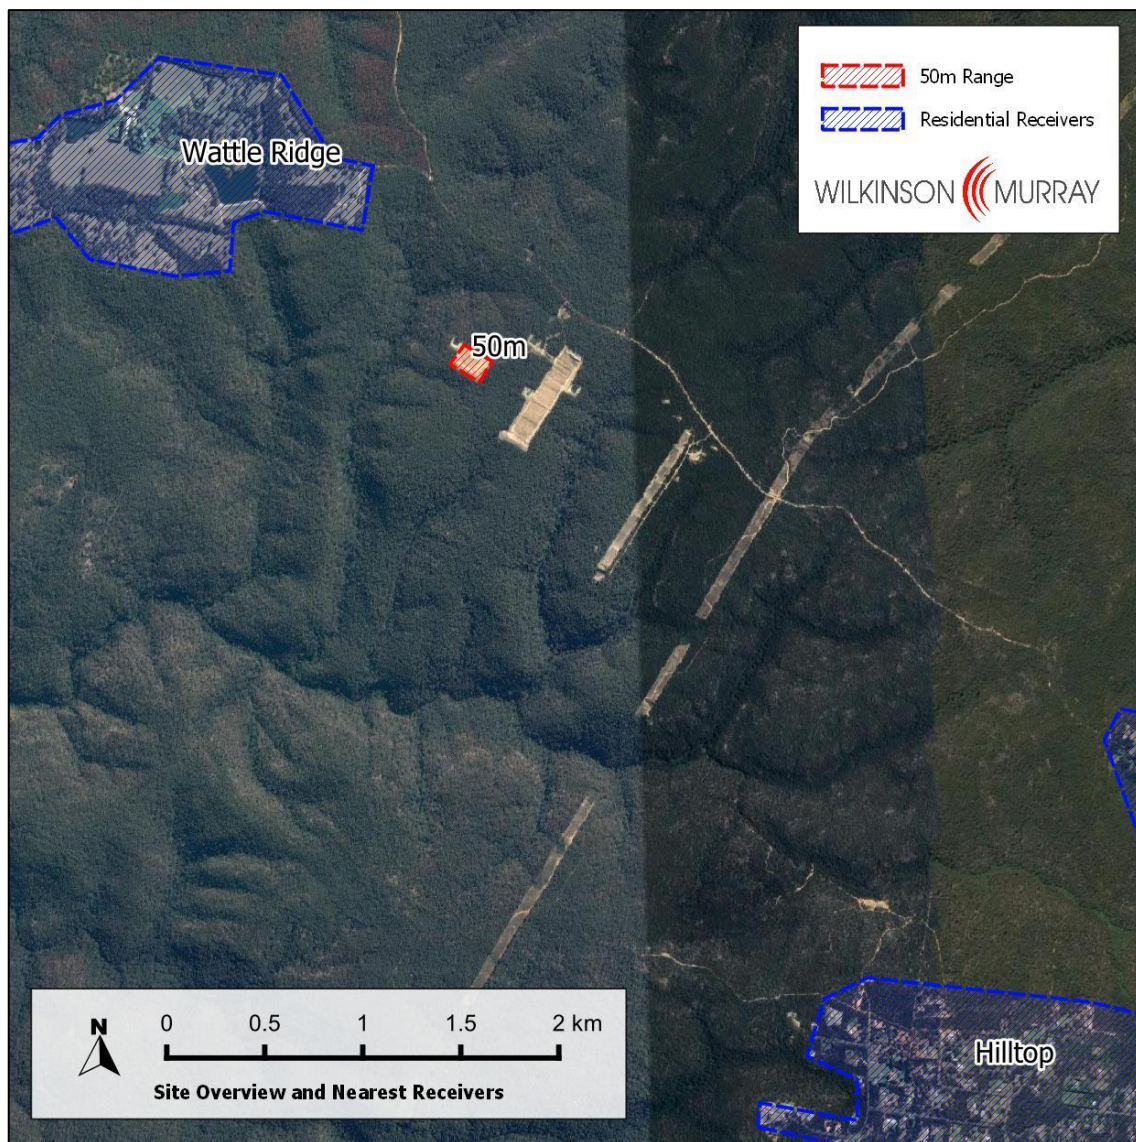 50m Range
Residential Receivers
WILKINSON MURRAY
Wattle Ridge
50m
N
0 0.5 1 1.5 2 km
Site Overview and Nearest Receivers
Hilltop